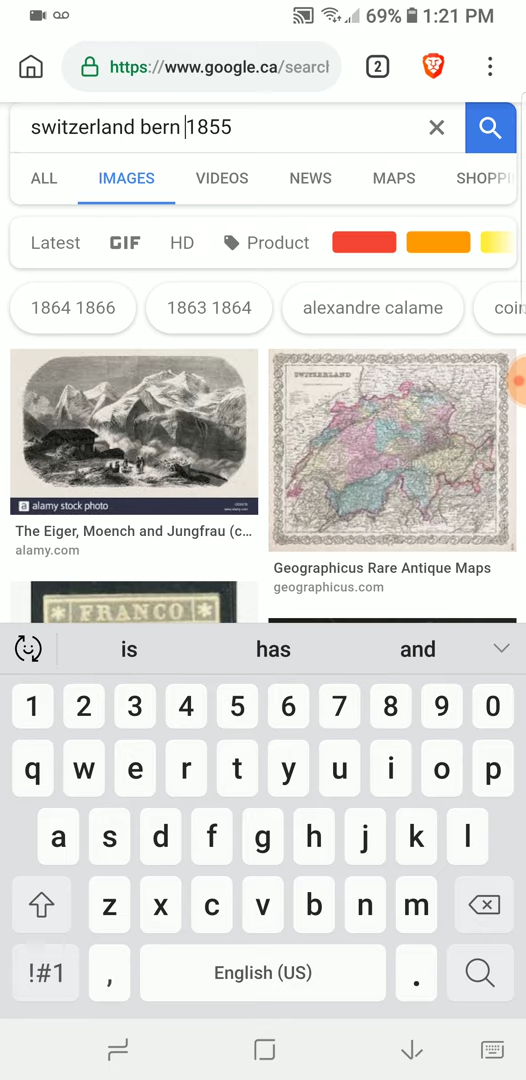 69% 1:21 PM
https://www.google.ca/search
2
switzerland bern 1855
ALL IMAGES VIDEOS NEWS MAPS SHOPPI
Latest GIF HD Product
1864 1866 1863 1864 alexandre calame coin
SWITZERLAND
a alamy stock photo
The Eiger, Moench and Jungfrau (c...
alamy.com
Geographicus Rare Antique Maps
geographicus.com
FRANCO
is has and
1 2 3 4 5 6 7 8 9 0
q w e r t y u i o p
a s d f g h j k l
z x c v b n m
!#1 , English (US) .